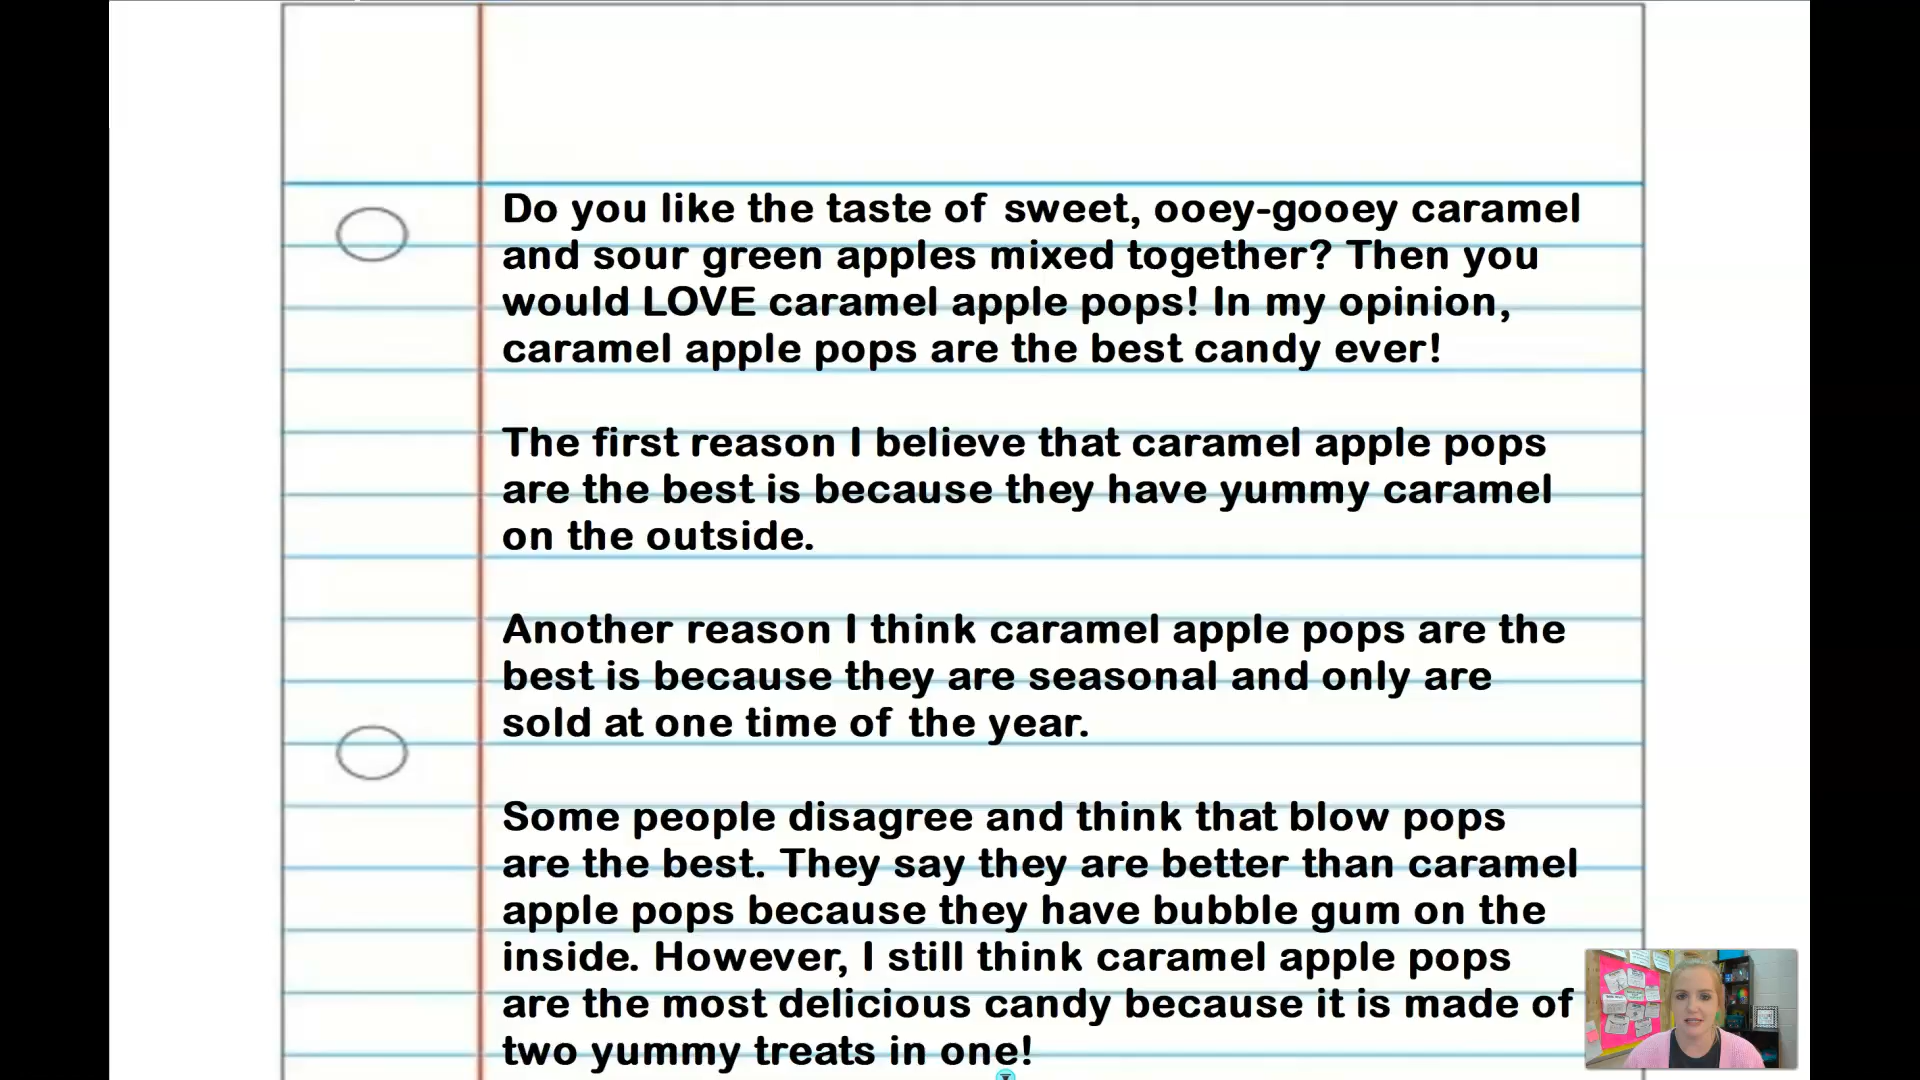 Do you like the taste of sweet, ooey-gooey caramel
and sour green apples mixed together? Then you
would LOVE caramel apple pops! In my opinion,
caramel apple pops are the best candy ever!
The first reason I believe that caramel apple pops
are the best is because they have yummy caramel
on the outside.
Another reason I think caramel apple pops are the
best is because they are seasonal and only are
sold at one time of the year.
Some people disagree and think that blow pops
are the best. They say they are better than caramel
apple pops because they have bubble gum on the
inside. However, I still think caramel apple pops
are the most delicious candy because it is made of
two yummy treats in one!